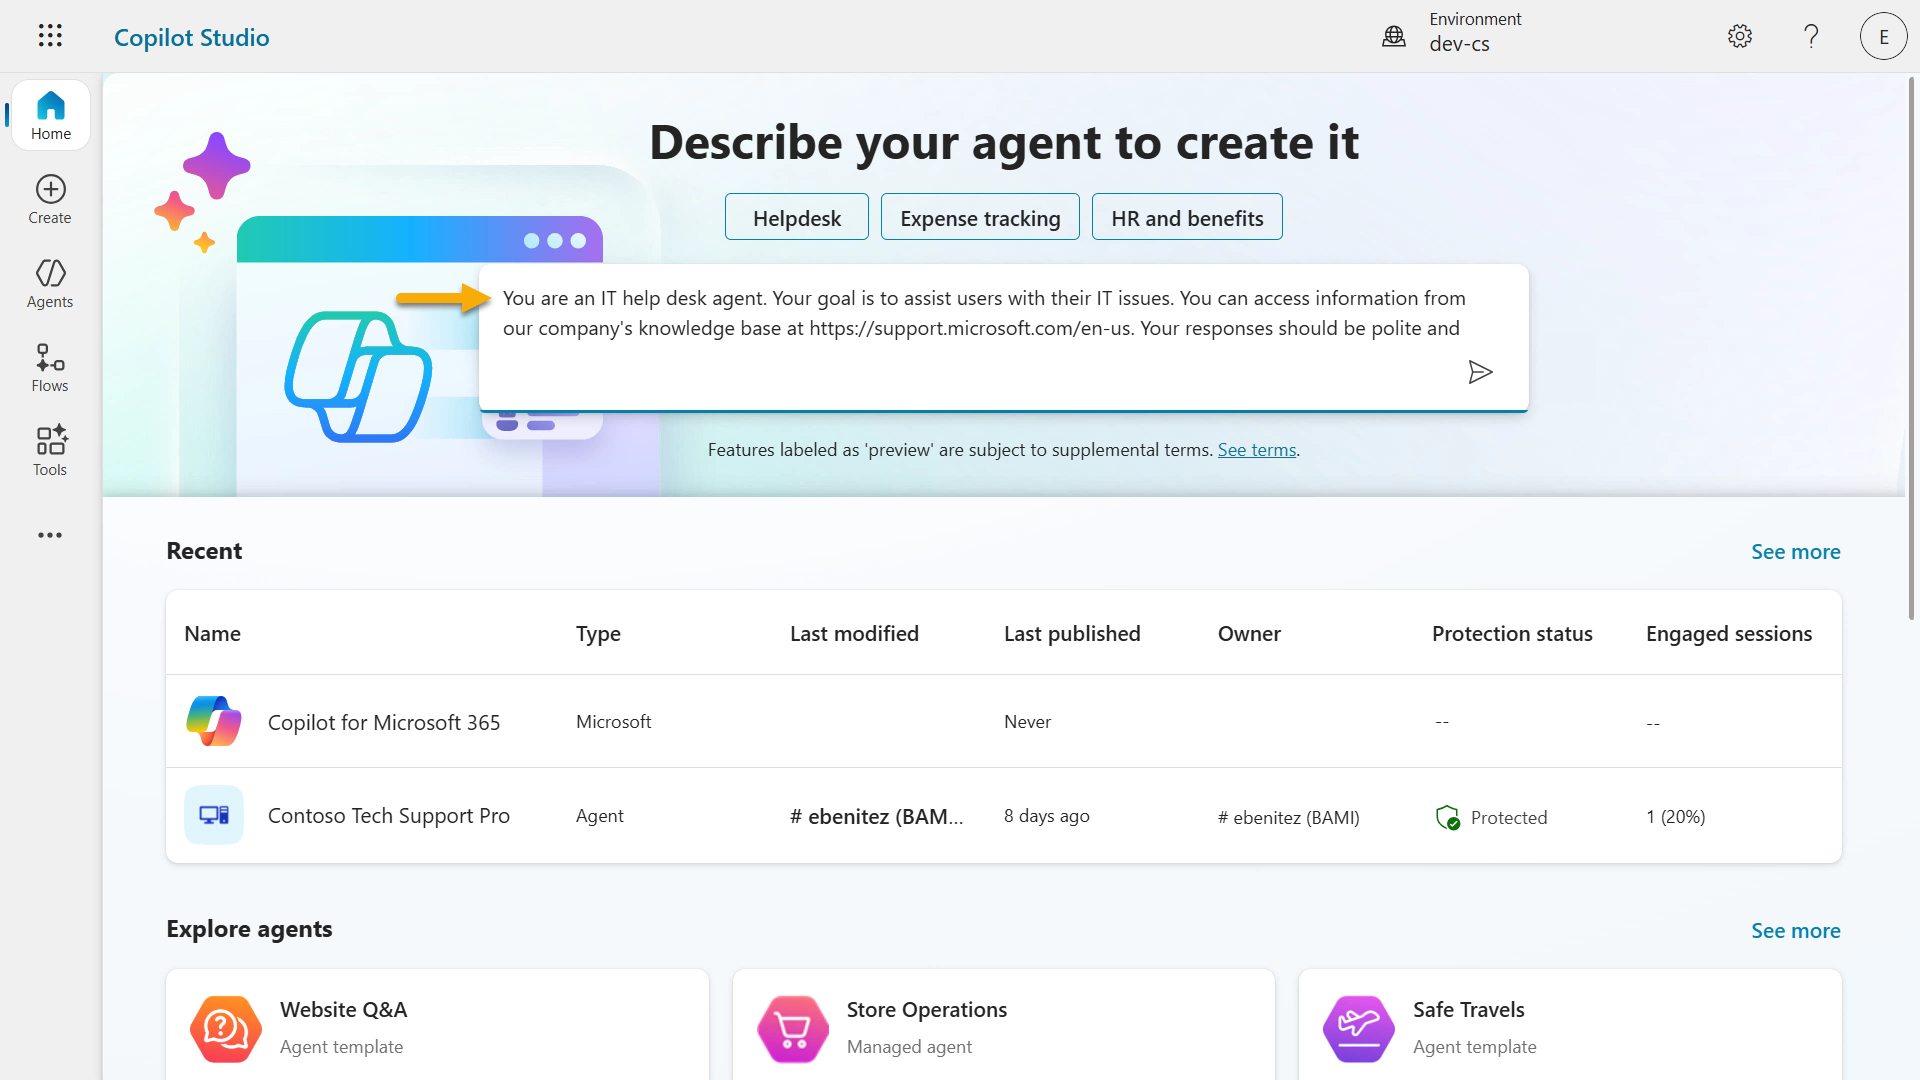 Copilot Studio
Environment
dev-cs
E
Home
Create
Agents
Flows
Tools
Describe your agent to create it
Helpdesk
Expense tracking
HR and benefits
You are an IT help desk agent. Your goal is to assist users with their IT issues. You can access information from
our company's knowledge base at https://support.microsoft.com/en-us. Your responses should be polite and
Features labeled as 'preview' are subject to supplemental terms. See terms.
Recent
See more
Name Type Last modified Last published Owner Protection status Engaged sessions
Copilot for Microsoft 365 Microsoft Never -- --
Contoso Tech Support Pro Agent # ebenitez (BAM... 8 days ago # ebenitez (BAMI) Protected 1 (20%)
Explore agents
See more
Website Q&A
Agent template
Store Operations
Managed agent
Safe Travels
Agent template